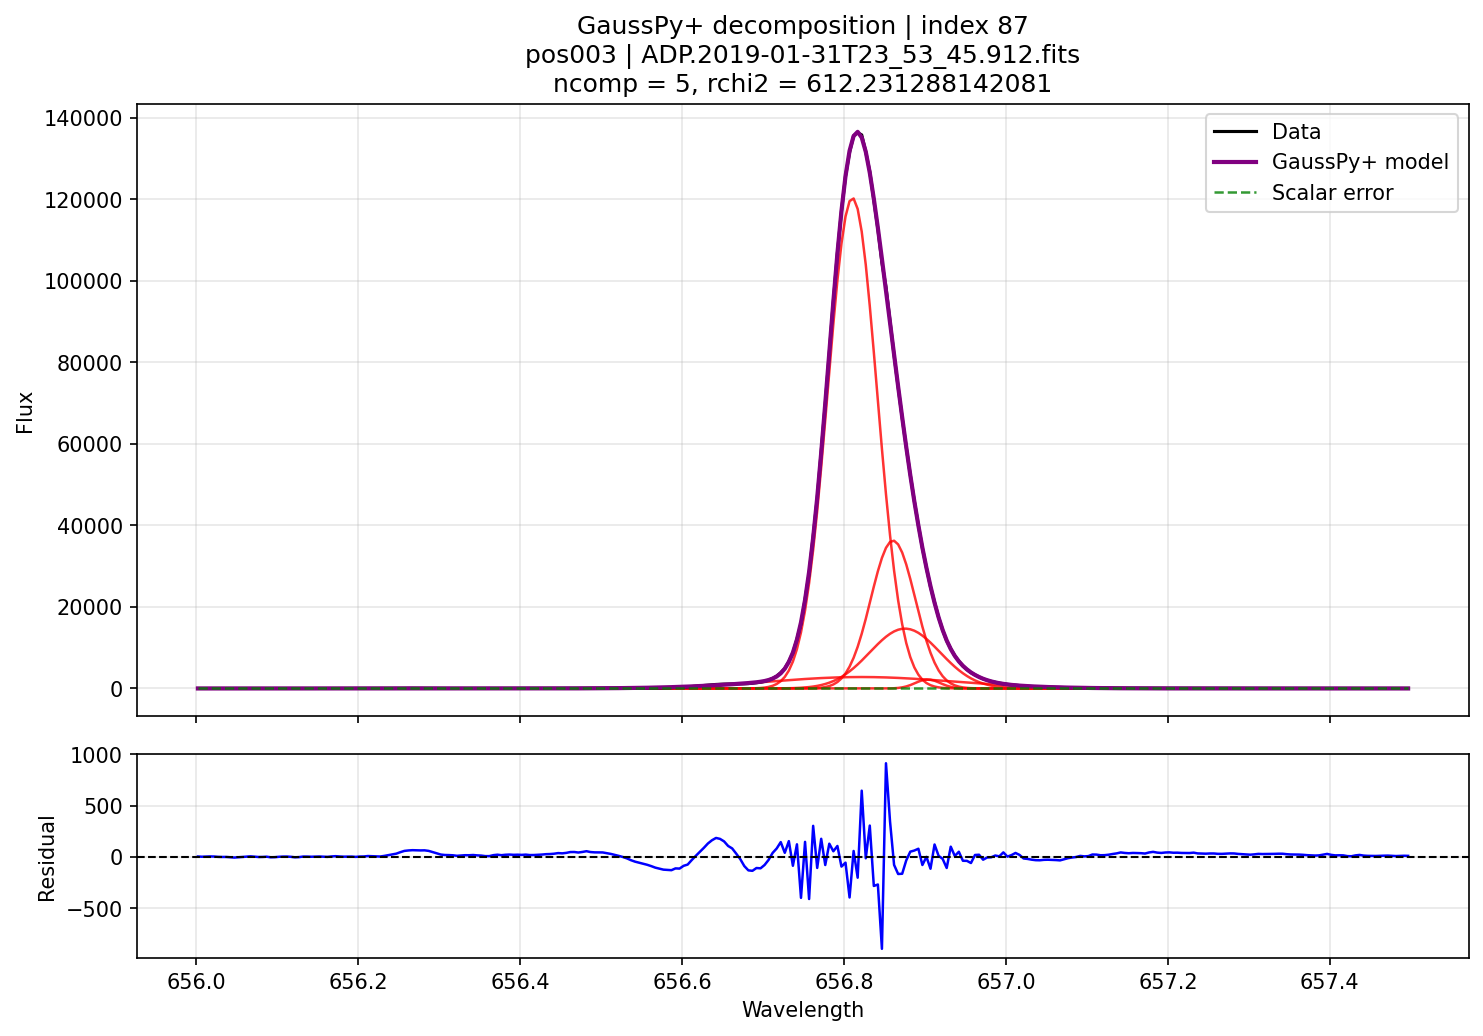 GaussPy+ decomposition | index 87
pos003 | ADP.2019-01-31T23_53_45.912.fits
ncomp = 5, rchi2 = 612.231288142081
140000
120000
100000
80000
60000
40000
20000
0
Flux
Data
GaussPy+ model
Scalar error
1000
500
0
−500
Residual
656.0
656.2
656.4
656.6
656.8
657.0
657.2
657.4
Wavelength